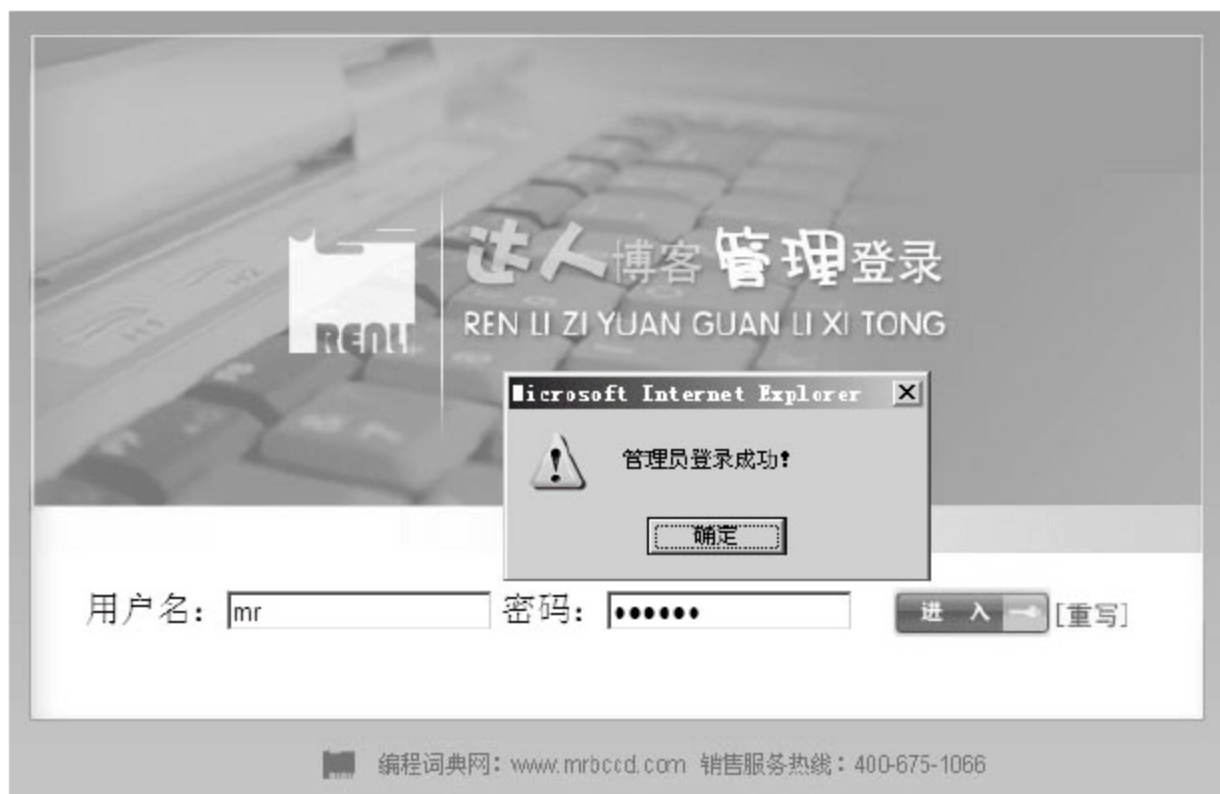 达人博客管理登录
RENLI
REN LI ZI YUAN GUAN LI XI TONG
Microsoft Internet Explorer
管理员登录成功!
确定
用户名: mr 密码: ●●●●●● 进 入 [重写]
编程词典网: www.mrbccd.com 销售服务热线: 400-675-1066